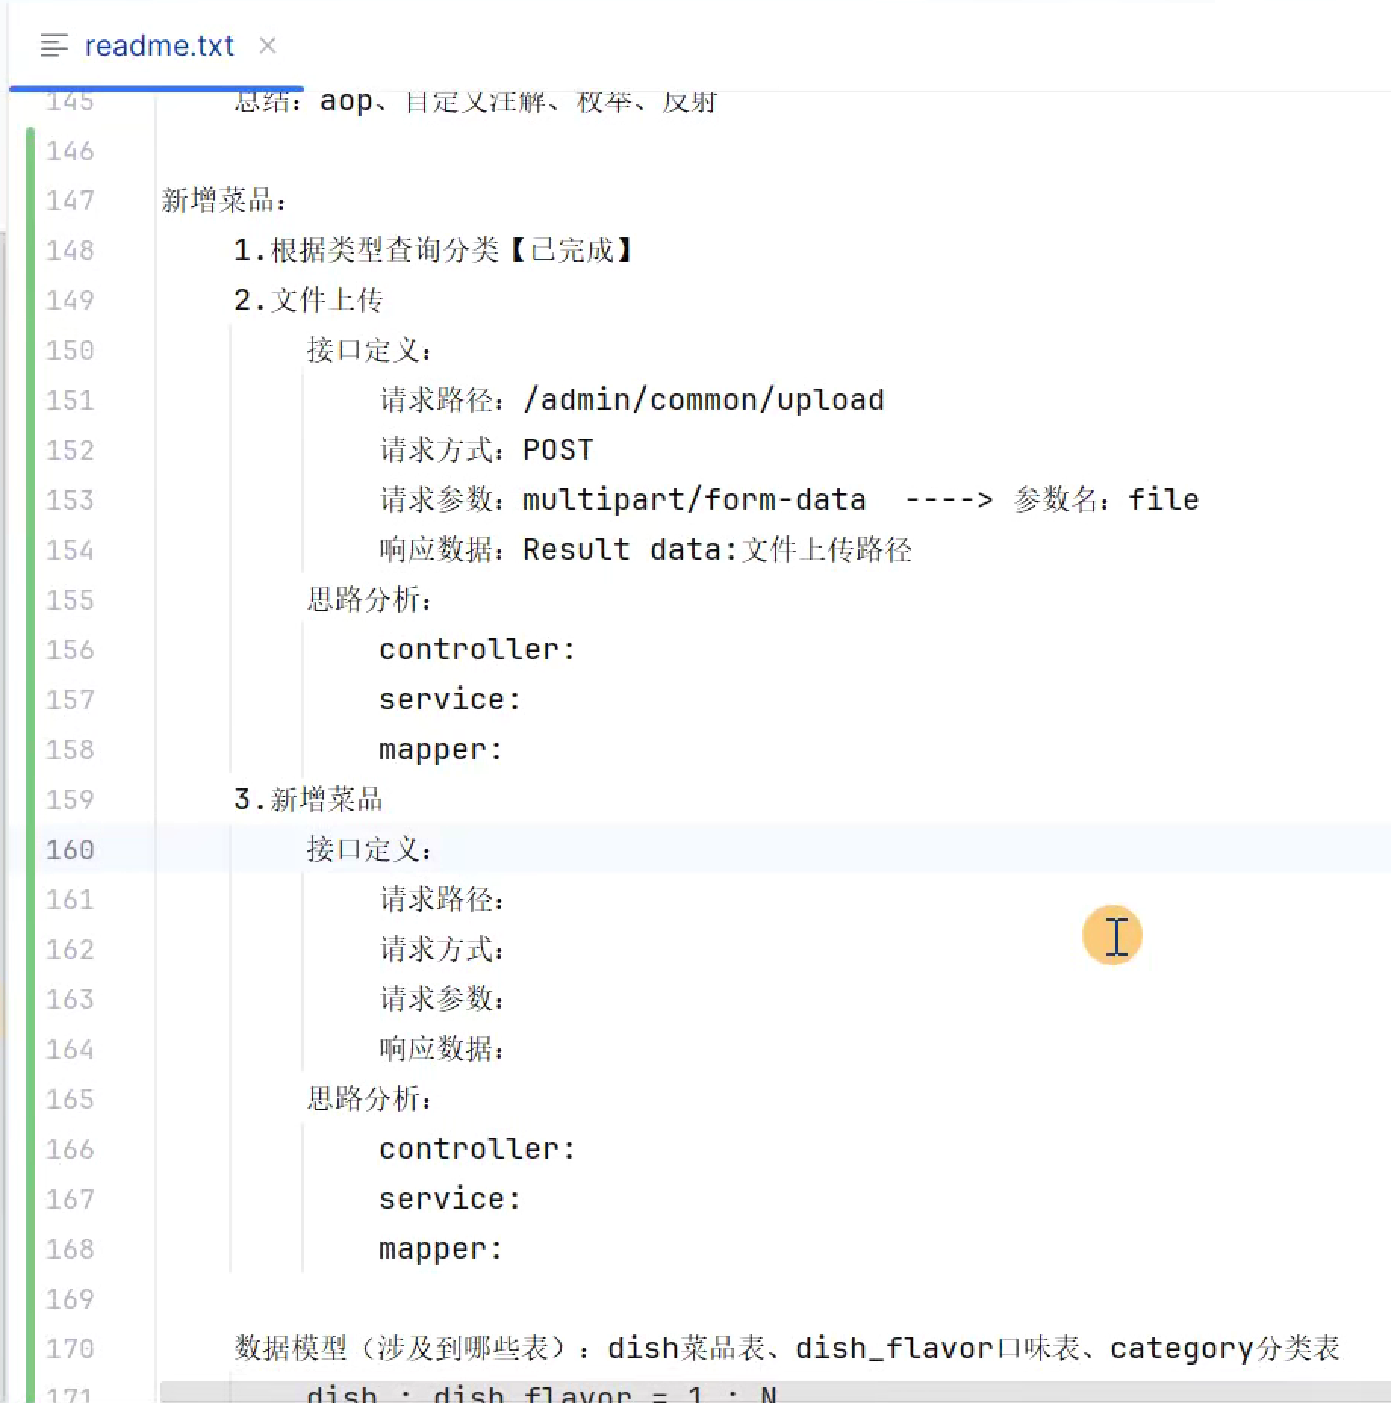 readme.txt
145 总结：aop、自定义注解、枚举、反射
146
147 新增菜品：
148 1.根据类型查询分类【已完成】
149 2.文件上传
150 接口定义：
151 请求路径：/admin/common/upload
152 请求方式：POST
153 请求参数：multipart/form-data ----> 参数名：file
154 响应数据：Result data:文件上传路径
155 思路分析：
156 controller:
157 service:
158 mapper:
159 3.新增菜品
160 接口定义：
161 请求路径：
162 请求方式：
163 请求参数：
164 响应数据：
165 思路分析：
166 controller:
167 service:
168 mapper:
169
170 数据模型（涉及到哪些表）：dish菜品表、dish_flavor口味表、category分类表
171 dish : dish_flavor = 1 : N